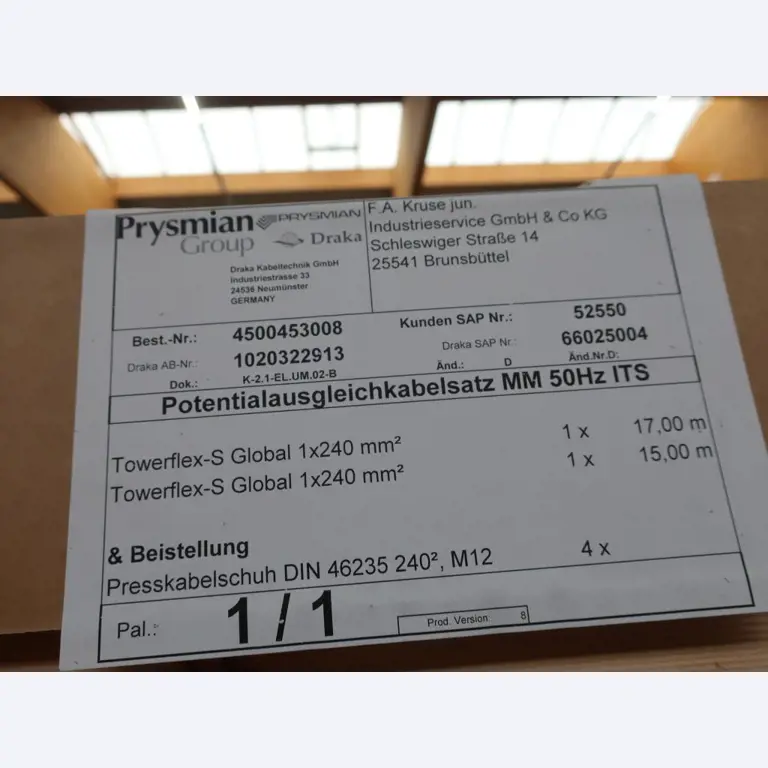 Prysmian
Group
PRYSMIAN
Draka
Draka Kabeltechnik GmbH
Industriestrasse 33
24536 Neumünster
GERMANY
F.A. Kruse jun.
Industrieservice GmbH & Co KG
Schleswiger Straße 14
25541 Brunsbüttel
Best.-Nr.: 4500453008 Kunden SAP Nr.: 52550
Draka AB-Nr.: 1020322913 Draka SAP Nr.: 66025004
Dok.: K-2.1-EL.UM.02-B Änd.: D Änd.Nr.D:
Potentialausgleichkabelsatz MM 50Hz ITS
Towerflex-S Global 1x240 mm² 1 x 17,00 m
Towerflex-S Global 1x240 mm² 1 x 15,00 m
& Beistellung
Presskabelschuh DIN 46235 240², M12 4 x
Pal.: 1 / 1 Prod. Version: 8